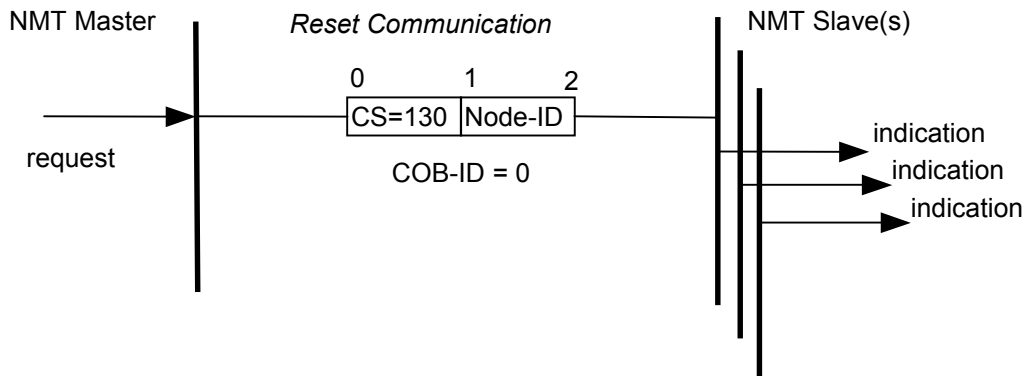 NMT Master
Reset Communication
NMT Slave(s)
0 1 2
CS=130 Node-ID
request
COB-ID = 0
indication
indication
indication